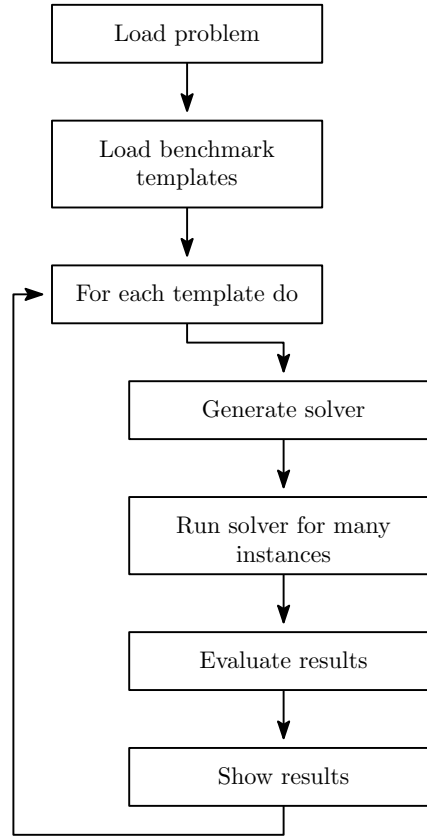 Load problem
Load benchmark
templates
For each template do
Generate solver
Run solver for many
instances
Evaluate results
Show results